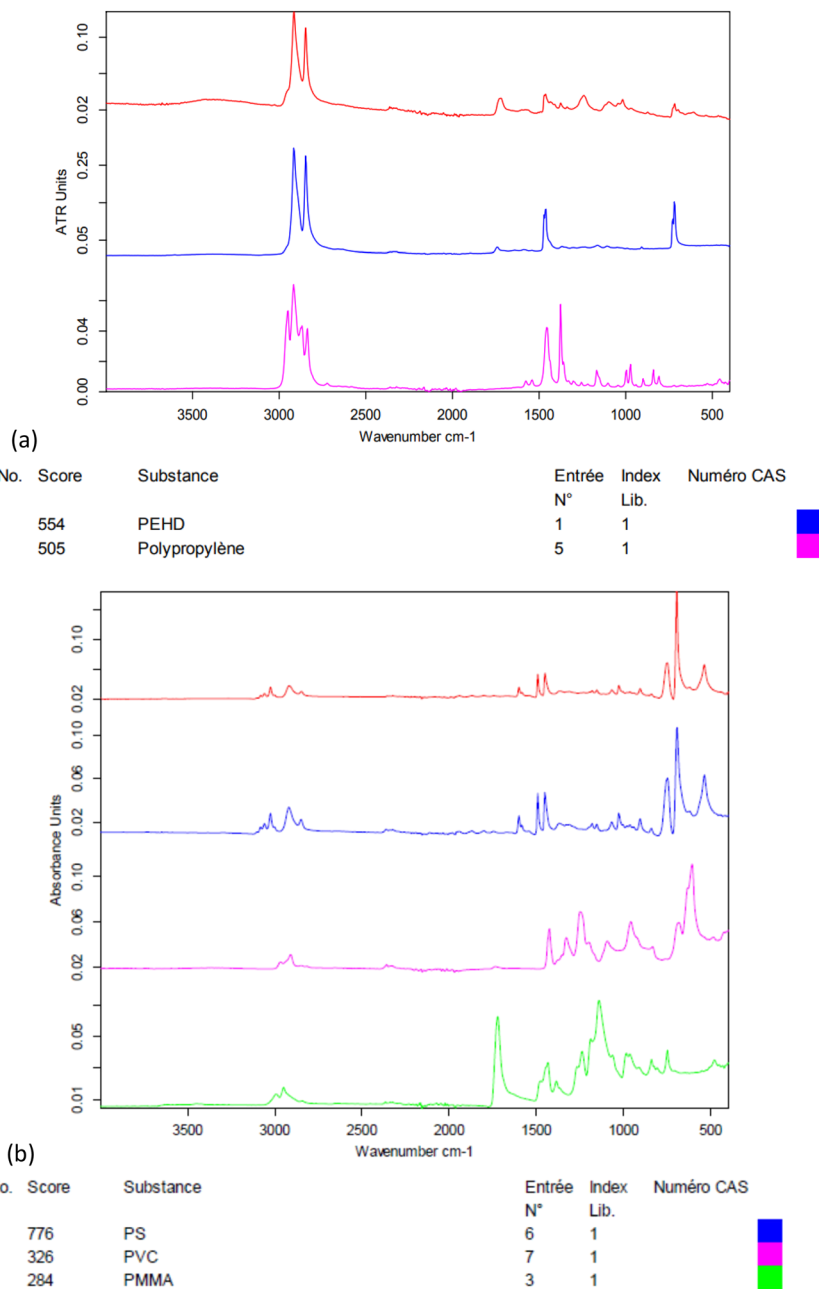 0.10
0.02
0.25
0.05
0.04
0.00
ATR Units
3500 3000 2500 2000 1500 1000 500
Wavenumber cm-1
(a)
No. Score Substance Entrée Index Numéro CAS
N° Lib.
554 PEHD 1 1
505 Polypropylène 5 1
0.10
0.02
0.10
0.06
0.02
0.10
0.06
0.02
0.05
0.01
Absorbance Units
3500 3000 2500 2000 1500 1000 500
Wavenumber cm-1
(b)
o. Score Substance Entrée Index Numéro CAS
N° Lib.
776 PS 6 1
326 PVC 7 1
284 PMMA 3 1